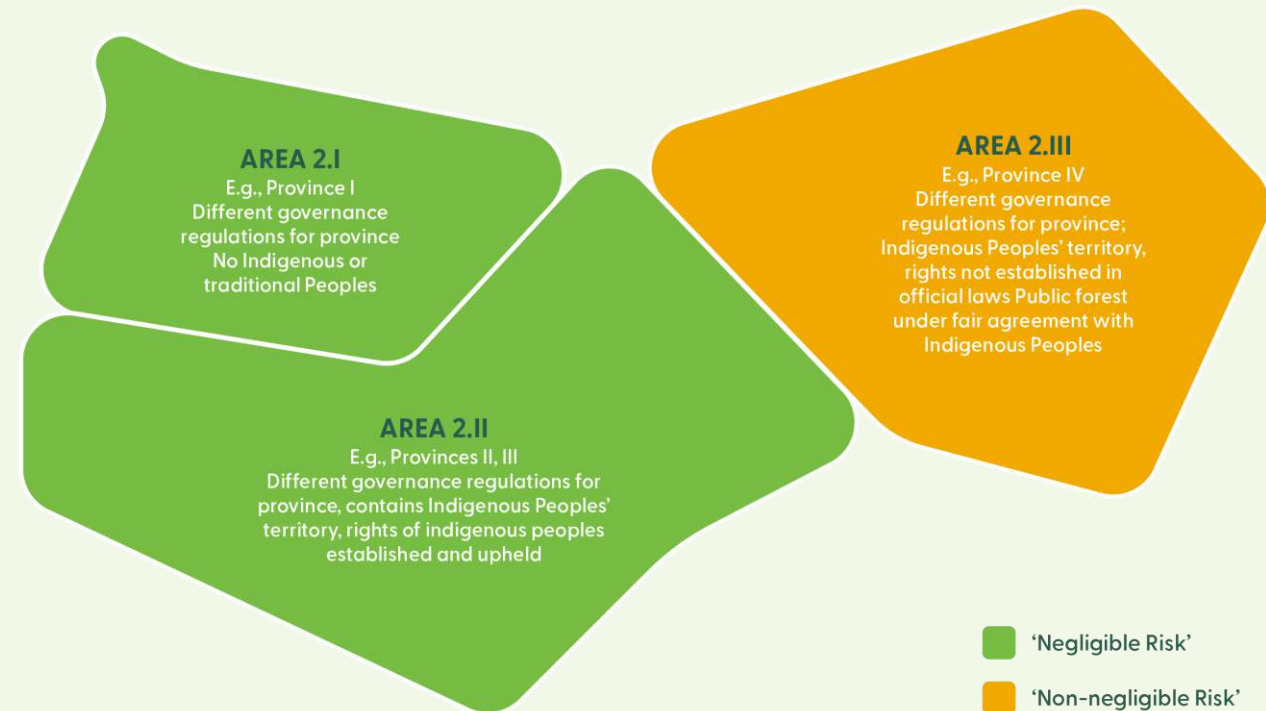 AREA 2.I
E.g., Province I
Different governance
regulations for province
No Indigenous or
traditional Peoples
AREA 2.II
E.g., Provinces II, III
Different governance regulations for
province, contains Indigenous Peoples’
territory, rights of indigenous peoples
established and upheld
AREA 2.III
E.g., Province IV
Different governance
regulations for province;
Indigenous Peoples’ territory,
rights not established in
official laws Public forest
under fair agreement with
Indigenous Peoples
‘Negligible Risk’
‘Non-negligible Risk’